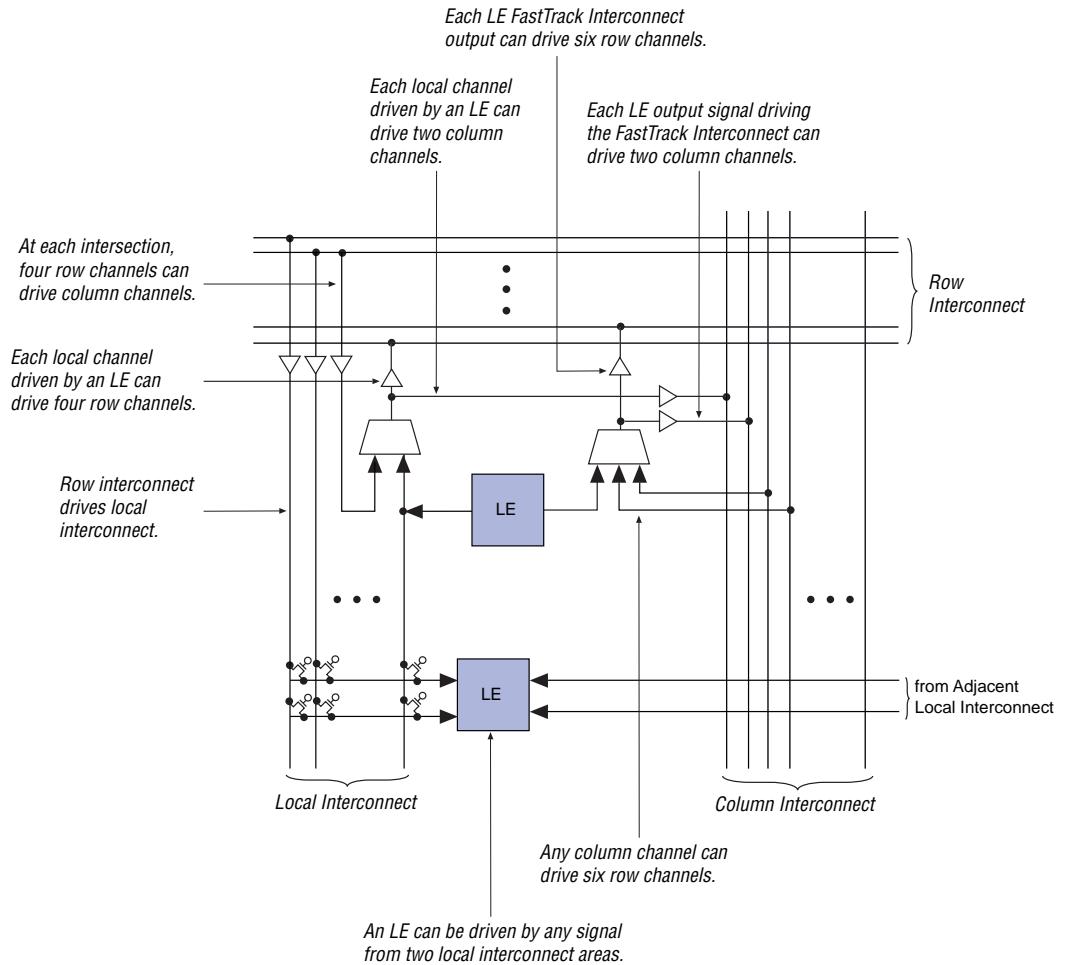 Each LE FastTrack Interconnect
output can drive six row channels.
Each local channel
driven by an LE can
drive two column
channels.
Each LE output signal driving
the FastTrack Interconnect can
drive two column channels.
At each intersection,
four row channels can
drive column channels.
Row
Interconnect
Each local channel
driven by an LE can
drive four row channels.
Row interconnect
drives local
interconnect.
LE
LE
from Adjacent
Local Interconnect
Local Interconnect
Column Interconnect
Any column channel can
drive six row channels.
An LE can be driven by any signal
from two local interconnect areas.